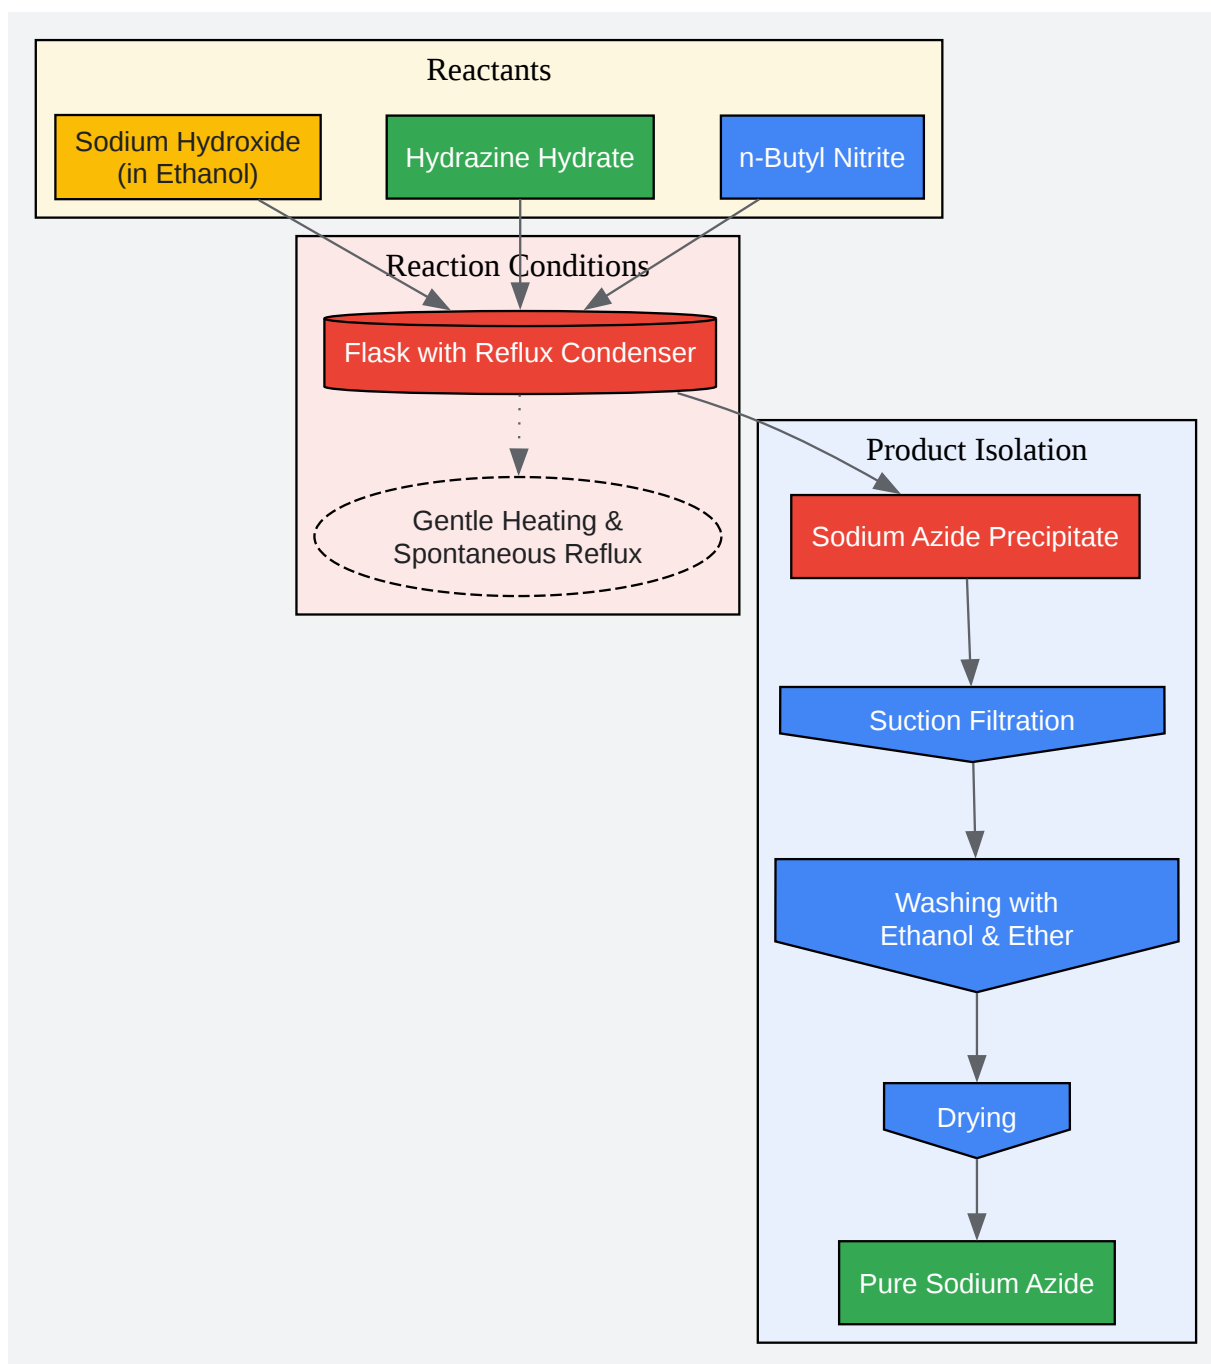 Reactants
Sodium Hydroxide
(in Ethanol)
Hydrazine Hydrate
n-Butyl Nitrite
Reaction Conditions
Flask with Reflux Condenser
Gentle Heating &
Spontaneous Reflux
Product Isolation
Sodium Azide Precipitate
Suction Filtration
Washing with
Ethanol & Ether
Drying
Pure Sodium Azide